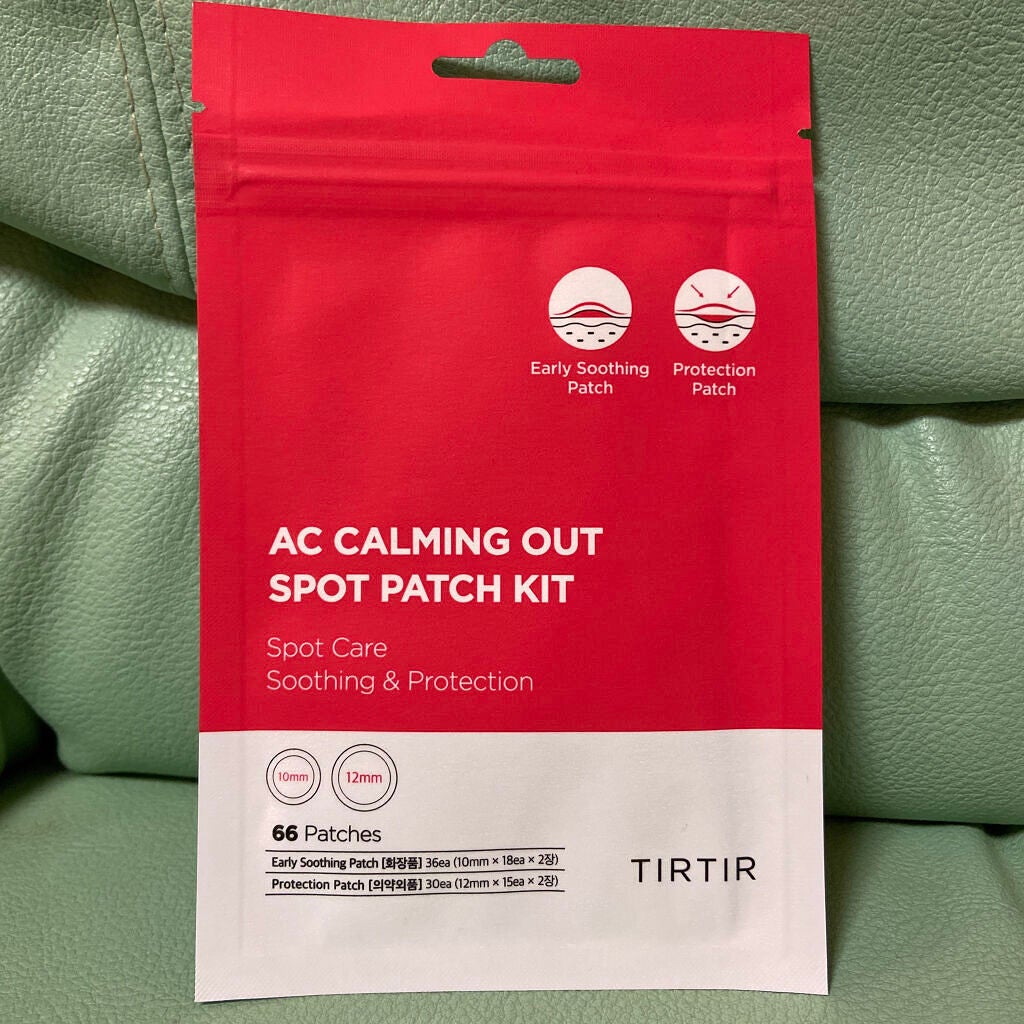 Early Soothing
Patch
Protection
Patch
AC CALMING OUT
SPOT PATCH KIT
Spot Care
Soothing & Protection
10mm
12mm
66 Patches
Early Soothing Patch [화장품] 36ea (10mm × 18ea × 2장)
Protection Patch [의약외품] 30ea (12mm × 15ea × 2장)
TIRTIR